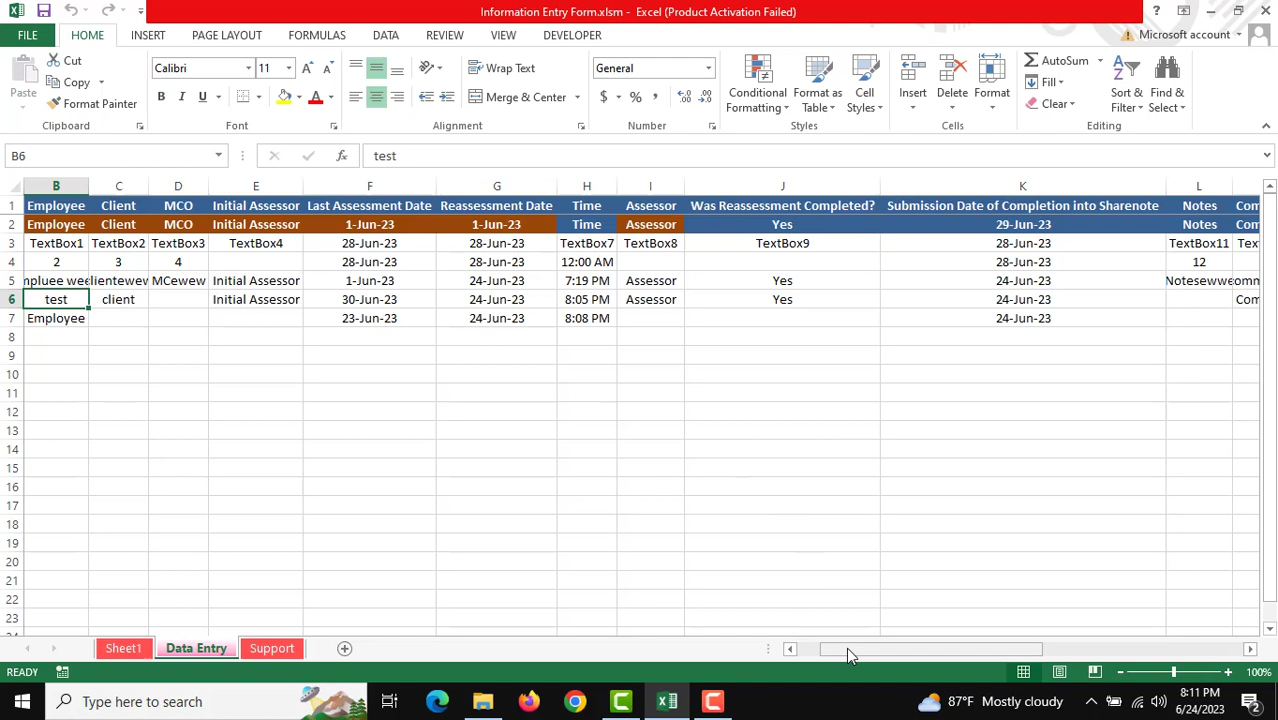 Information Entry Form.xlsm - Excel (Product Activation Failed)
FILE HOME INSERT PAGE LAYOUT FORMULAS DATA REVIEW VIEW DEVELOPER Microsoft account
Cut
Copy
Format Painter
Paste
Clipboard
Calibri 11
B I U
Font
Wrap Text
Merge & Center
Alignment
General
$ % ,
Number
Conditional Formatting
Format as Table
Cell Styles
Styles
Insert Delete Format
Cells
AutoSum
Fill
Clear
Sort & Filter
Find & Select
Editing
B6 fx test
B C D E F G H I J K L
1 Employee Client MCO Initial Assessor Last Assessment Date Reassessment Date Time Assessor Was Reassessment Completed? Submission Date of Completion into Sharenote Notes Com
2 Employee Client MCO Initial Assessor 1-Jun-23 1-Jun-23 Time Assessor Yes 29-Jun-23 Notes Com
3 TextBox1 TextBox2 TextBox3 TextBox4 28-Jun-23 28-Jun-23 TextBox7 TextBox8 TextBox9 28-Jun-23 TextBox11 Tex
4 2 3 4 28-Jun-23 28-Jun-23 12:00 AM 28-Jun-23 12
5 mpluee wee lientewew MCewew Initial Assessor 1-Jun-23 24-Jun-23 7:19 PM Assessor Yes 24-Jun-23 Notesewwe omm
6 test client Initial Assessor 30-Jun-23 24-Jun-23 8:05 PM Assessor Yes 24-Jun-23 Com
7 Employee 23-Jun-23 24-Jun-23 8:08 PM 24-Jun-23
8
9
10
11
12
13
14
15
16
17
18
19
20
21
22
23
Sheet1 Data Entry Support
READY 100%
Type here to search 87°F Mostly cloudy 8:11 PM
6/24/2023 2